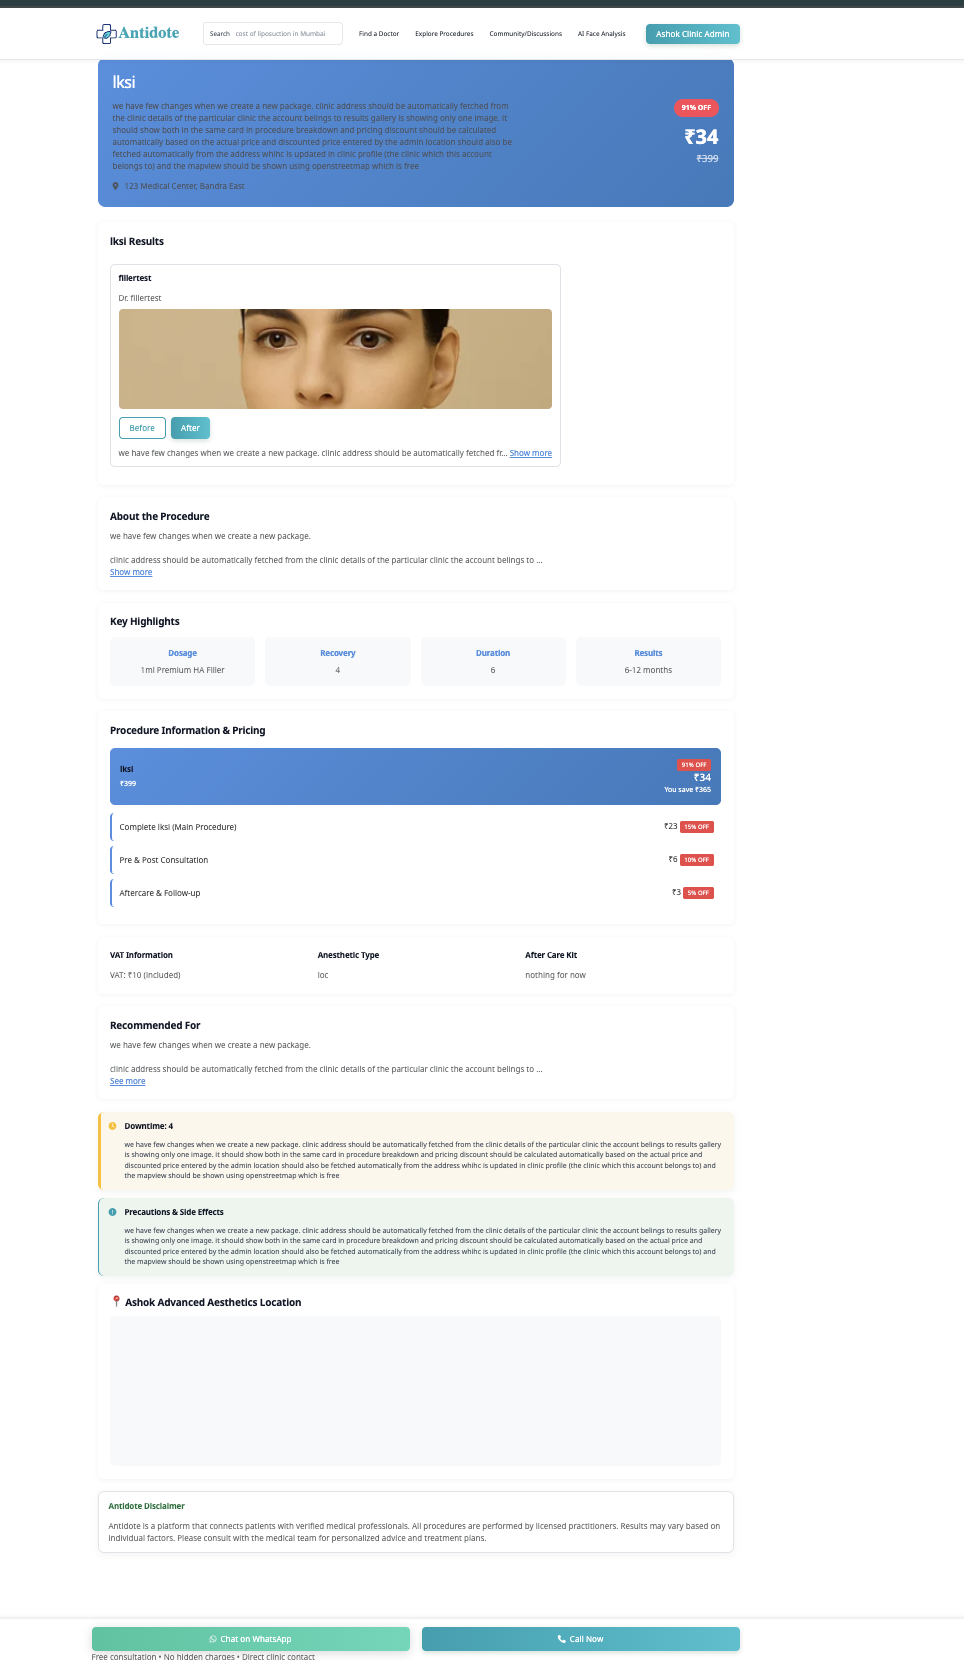 Antidote
Search cost of liposuction in Mumbai
Find a Doctor
Explore Procedures
Community/Discussions
AI Face Analysis
Ashok Clinic Admin
lksi
we have few changes when we create a new package. clinic address should be automatically fetched from
the clinic details of the particular clinic the account belings to results gallery is showing only one image. it
should show both in the same card in procedure breakdown and pricing discount should be calculated
automatically based on the actual price and discounted price entered by the admin location should also be
fetched automatically from the address whihc is updated in clinic profile (the clinic which this account
belongs to) and the mapview should be shown using openstreetmap which is free
123 Medical Center, Bandra East
91% OFF
₹34
₹399
lksi Results
fillertest
Dr. fillertest
Before
After
we have few changes when we create a new package. clinic address should be automatically fetched fr... Show more
About the Procedure
we have few changes when we create a new package.
clinic address should be automatically fetched from the clinic details of the particular clinic the account belings to ...
Show more
Key Highlights
Dosage
1ml Premium HA Filler
Recovery
4
Duration
6
Results
6-12 months
Procedure Information & Pricing
lksi
₹399
91% OFF
₹34
You save ₹365
Complete lksi (Main Procedure)
₹23 15% OFF
Pre & Post Consultation
₹6 10% OFF
Aftercare & Follow-up
₹3 5% OFF
VAT Information
VAT: ₹10 (included)
Anesthetic Type
loc
After Care Kit
nothing for now
Recommended For
we have few changes when we create a new package.
clinic address should be automatically fetched from the clinic details of the particular clinic the account belings to ...
See more
Downtime: 4
we have few changes when we create a new package. clinic address should be automatically fetched from the clinic details of the particular clinic the account belings to results gallery
is showing only one image. it should show both in the same card in procedure breakdown and pricing discount should be calculated automatically based on the actual price and
discounted price entered by the admin location should also be fetched automatically from the address whihc is updated in clinic profile (the clinic which this account belongs to) and
the mapview should be shown using openstreetmap which is free
Precautions & Side Effects
we have few changes when we create a new package. clinic address should be automatically fetched from the clinic details of the particular clinic the account belings to results gallery
is showing only one image. it should show both in the same card in procedure breakdown and pricing discount should be calculated automatically based on the actual price and
discounted price entered by the admin location should also be fetched automatically from the address whihc is updated in clinic profile (the clinic which this account belongs to) and
the mapview should be shown using openstreetmap which is free
Ashok Advanced Aesthetics Location
Antidote Disclaimer
Antidote is a platform that connects patients with verified medical professionals. All procedures are performed by licensed practitioners. Results may vary based on
individual factors. Please consult with the medical team for personalized advice and treatment plans.
Chat on WhatsApp
Call Now
Free consultation • No hidden charges • Direct clinic contact